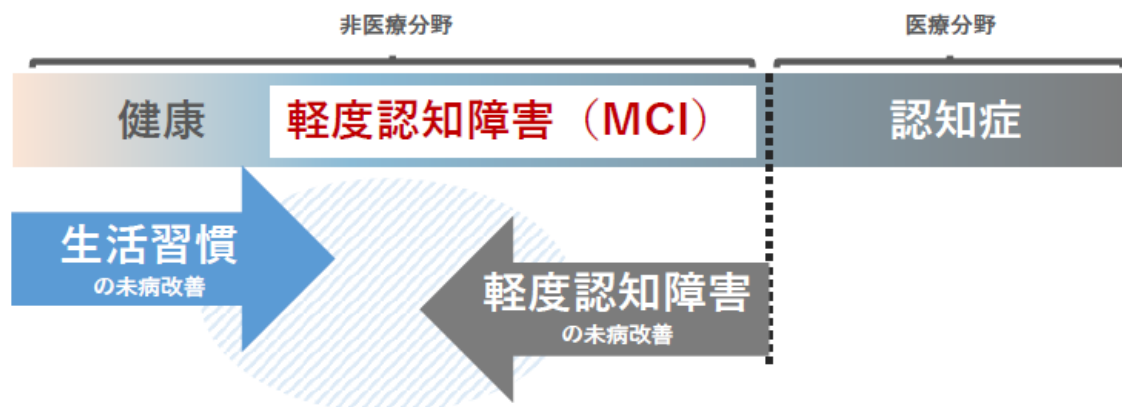 非医療分野
医療分野
健康
軽度認知障害（MCI）
認知症
生活習慣
の未病改善
軽度認知障害
の未病改善